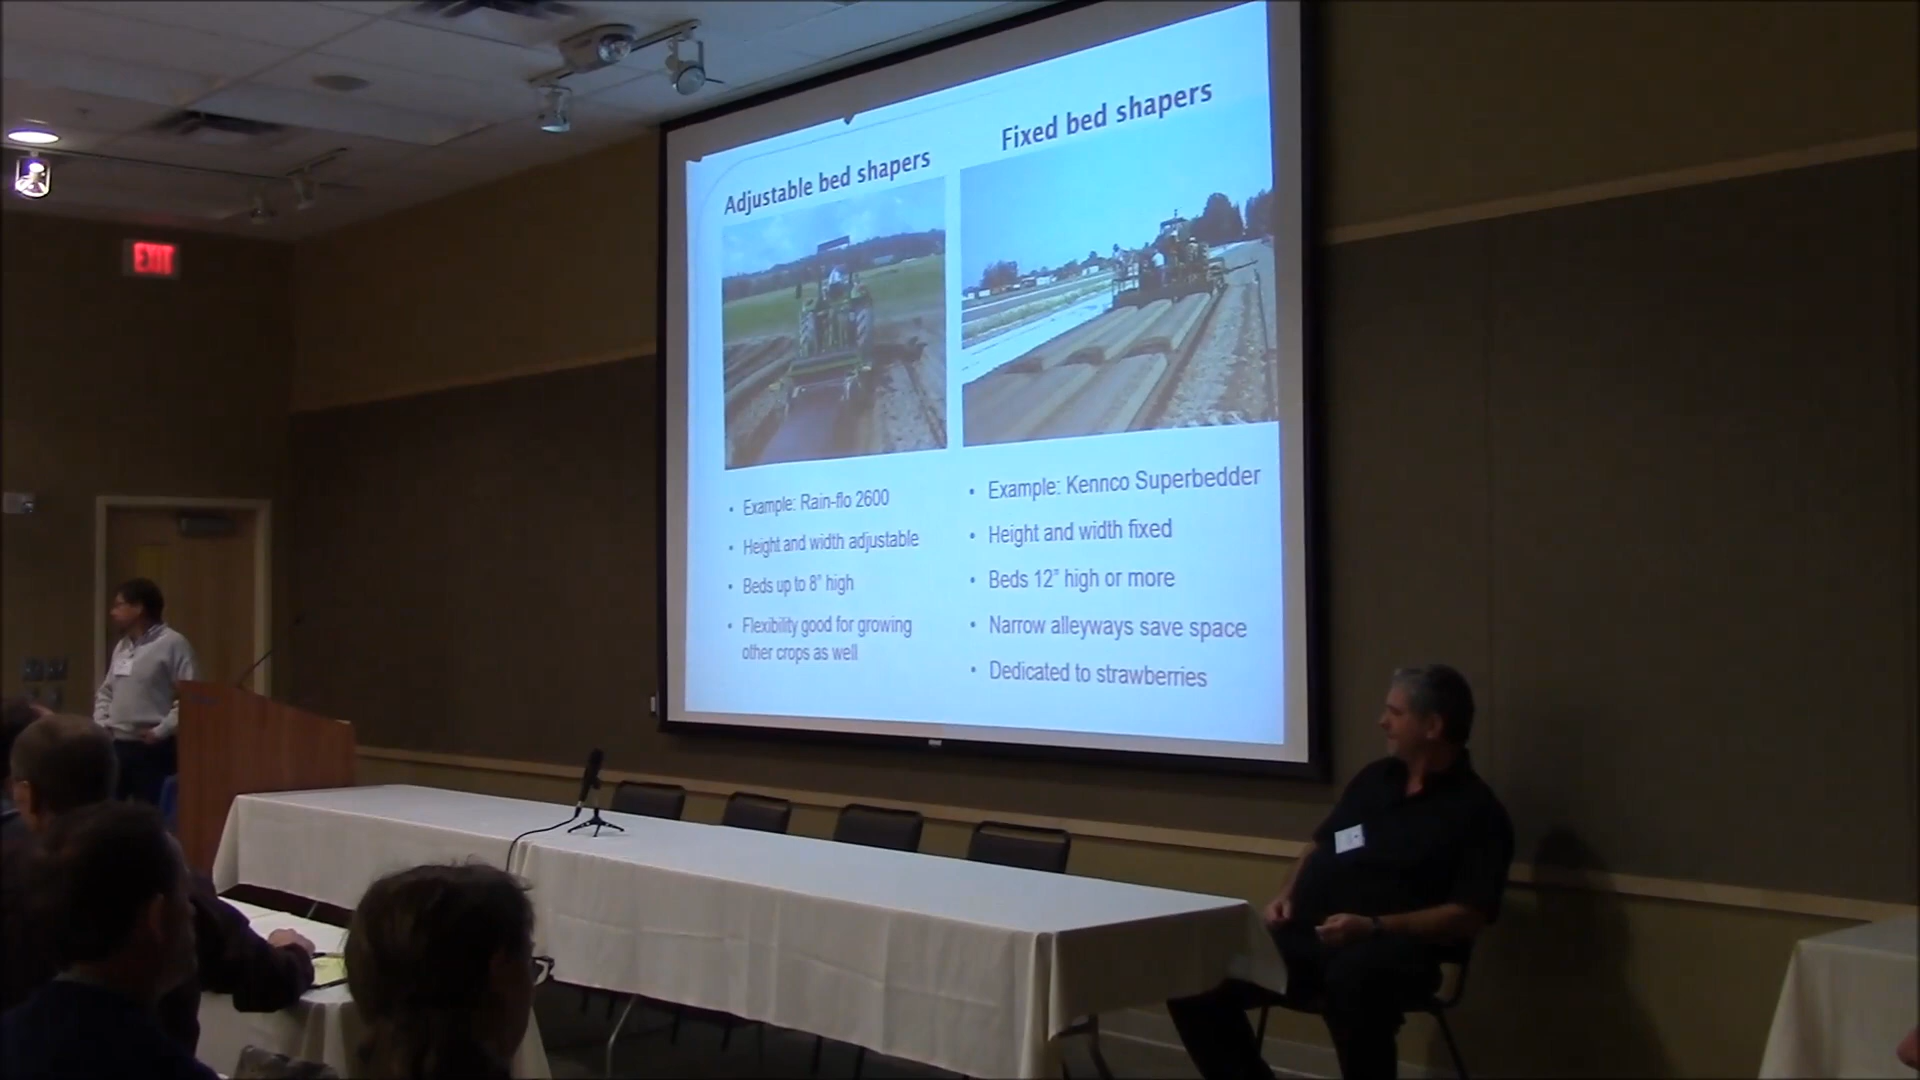 EXIT
Adjustable bed shapers
Fixed bed shapers
• Example: Rain-flo 2600
• Height and width adjustable
• Beds up to 8" high
• Flexibility good for growing
other crops as well
• Example: Kennco Superbedder
• Height and width fixed
• Beds 12" high or more
• Narrow alleyways save space
• Dedicated to strawberries